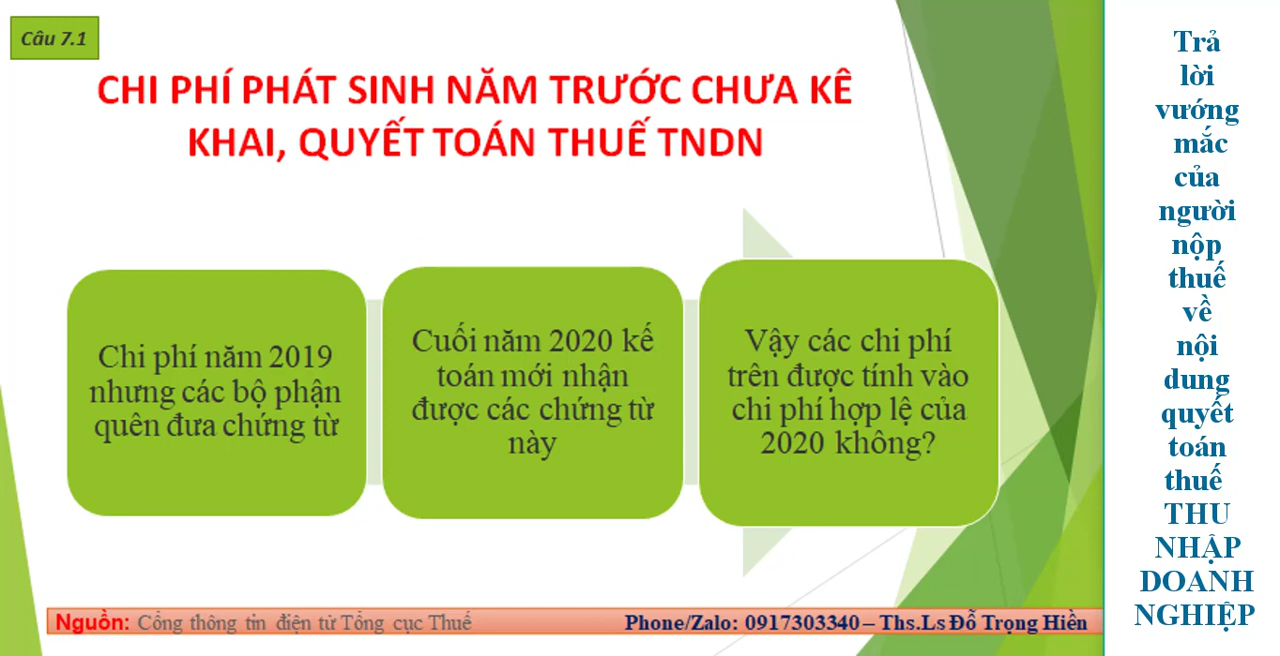 Câu 7.1
CHI PHÍ PHÁT SINH NĂM TRƯỚC CHƯA KÊ
KHAI, QUYẾT TOÁN THUẾ TNDN
Chi phí năm 2019
nhưng các bộ phận
quên đưa chứng từ
Cuối năm 2020 kế
toán mới nhận
được các chứng từ
này
Vậy các chi phí
trên được tính vào
chi phí hợp lệ của
2020 không?
Nguồn: Cổng thông tin điện tử Tổng cục Thuế
Phone/Zalo: 0917303340 – Ths.Ls Đỗ Trọng Hiền
Trả
lời
vướng
mắc
của
người
nộp
thuế
về
nội
dung
quyết
toán
thuế
THU
NHẬP
DOANH
NGHIỆP